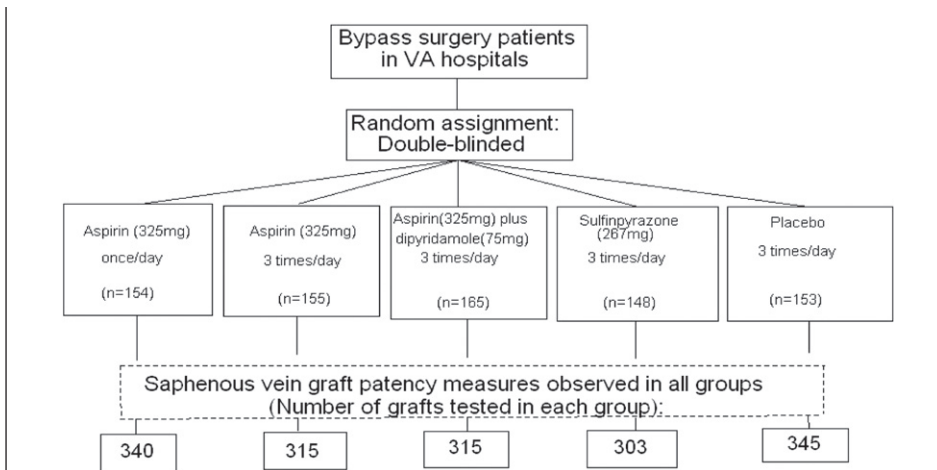 Bypass surgery patients
in VA hospitals
Random assignment:
Double-blinded
Aspirin (325mg)
once/day
(n=154)
Aspirin (325mg)
3 times/day
(n=155)
Aspirin(325mg) plus
dipyridamole(75mg)
3 times/day
(n=165)
Sulfinpyrazone
(267mg)
3 times/day
(n=148)
Placebo
3 times/day
(n=153)
Saphenous vein graft patency measures observed in all groups
(Number of grafts tested in each group):
340
315
315
303
345